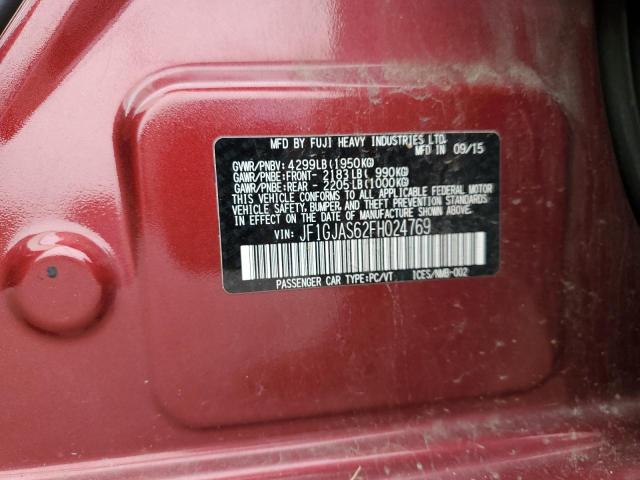 MFD BY FUJI HEAVY INDUSTRIES LTD.
09/15
GVWR/PNBV: 4299LB(1950KG)
GAWR/PNBE: FRONT- 2183LB( 990KG)
GAWR/PNBE: REAR - 2205LB(1000KG)
THIS VEHICLE CONFORMS TO ALL APPLICABLE FEDERAL MOTOR
VEHICLE SAFETY, BUMPER, AND THEFT PREVENTION STANDARDS
IN EFFECT ON THE DATE OF MANUFACTURE SHOWN ABOVE.
VIN: JF1GJAS62FH024769
PASSENGER CAR TYPE:PC/VT ICES/NMB-002